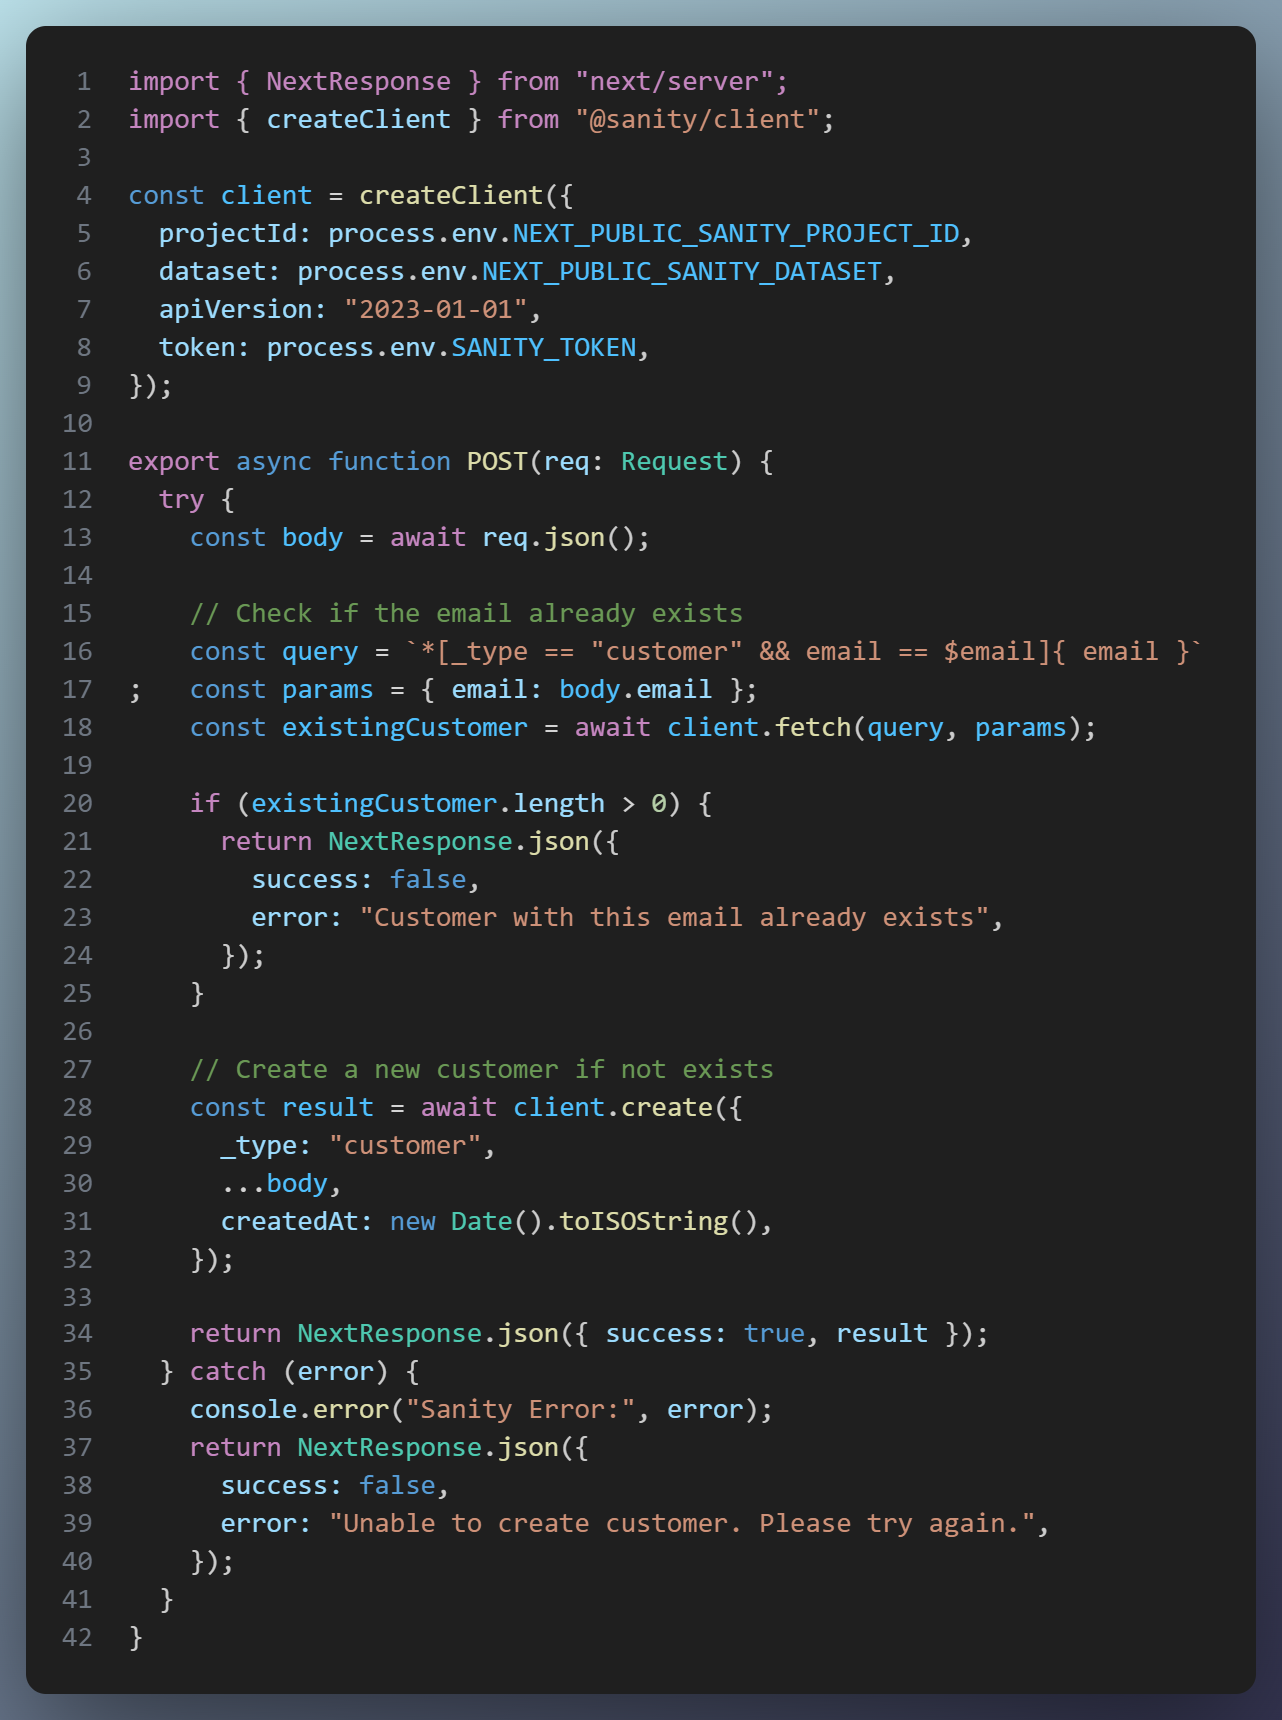 1 import { NextResponse } from "next/server";
2 import { createClient } from "@sanity/client";
3
4 const client = createClient({
5   projectId: process.env.NEXT_PUBLIC_SANITY_PROJECT_ID,
6   dataset: process.env.NEXT_PUBLIC_SANITY_DATASET,
7   apiVersion: "2023-01-01",
8   token: process.env.SANITY_TOKEN,
9 });
10
11 export async function POST(req: Request) {
12   try {
13     const body = await req.json();
14
15     // Check if the email already exists
16     const query = `*[_type == "customer" && email == $email]{ email }`
17 ;   const params = { email: body.email };
18     const existingCustomer = await client.fetch(query, params);
19
20     if (existingCustomer.length > 0) {
21       return NextResponse.json({
22         success: false,
23         error: "Customer with this email already exists",
24       });
25     }
26
27     // Create a new customer if not exists
28     const result = await client.create({
29       _type: "customer",
30       ...body,
31       createdAt: new Date().toISOString(),
32     });
33
34     return NextResponse.json({ success: true, result });
35   } catch (error) {
36     console.error("Sanity Error:", error);
37     return NextResponse.json({
38       success: false,
39       error: "Unable to create customer. Please try again.",
40     });
41   }
42 }